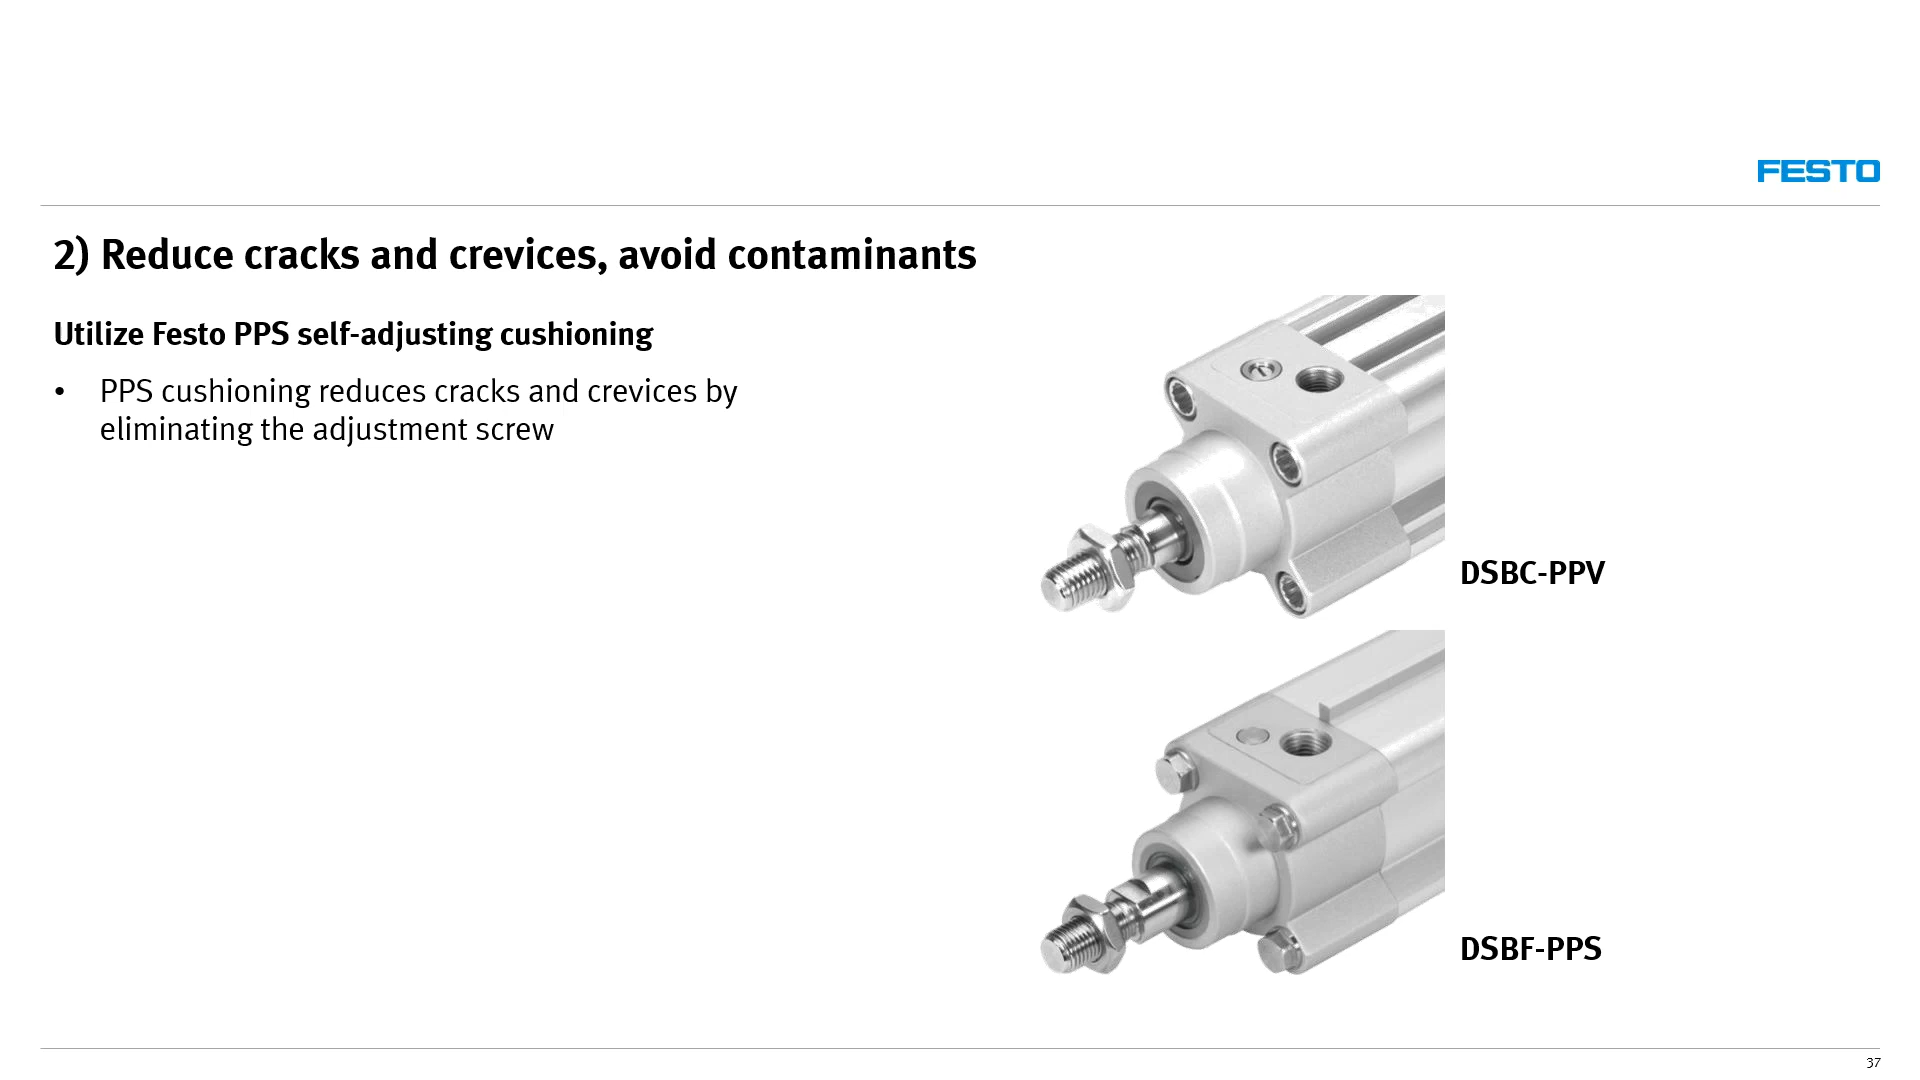 FESTO
2) Reduce cracks and crevices, avoid contaminants
Utilize Festo PPS self-adjusting cushioning
• PPS cushioning reduces cracks and crevices by
eliminating the adjustment screw
DSBC-PPV
DSBF-PPS
37